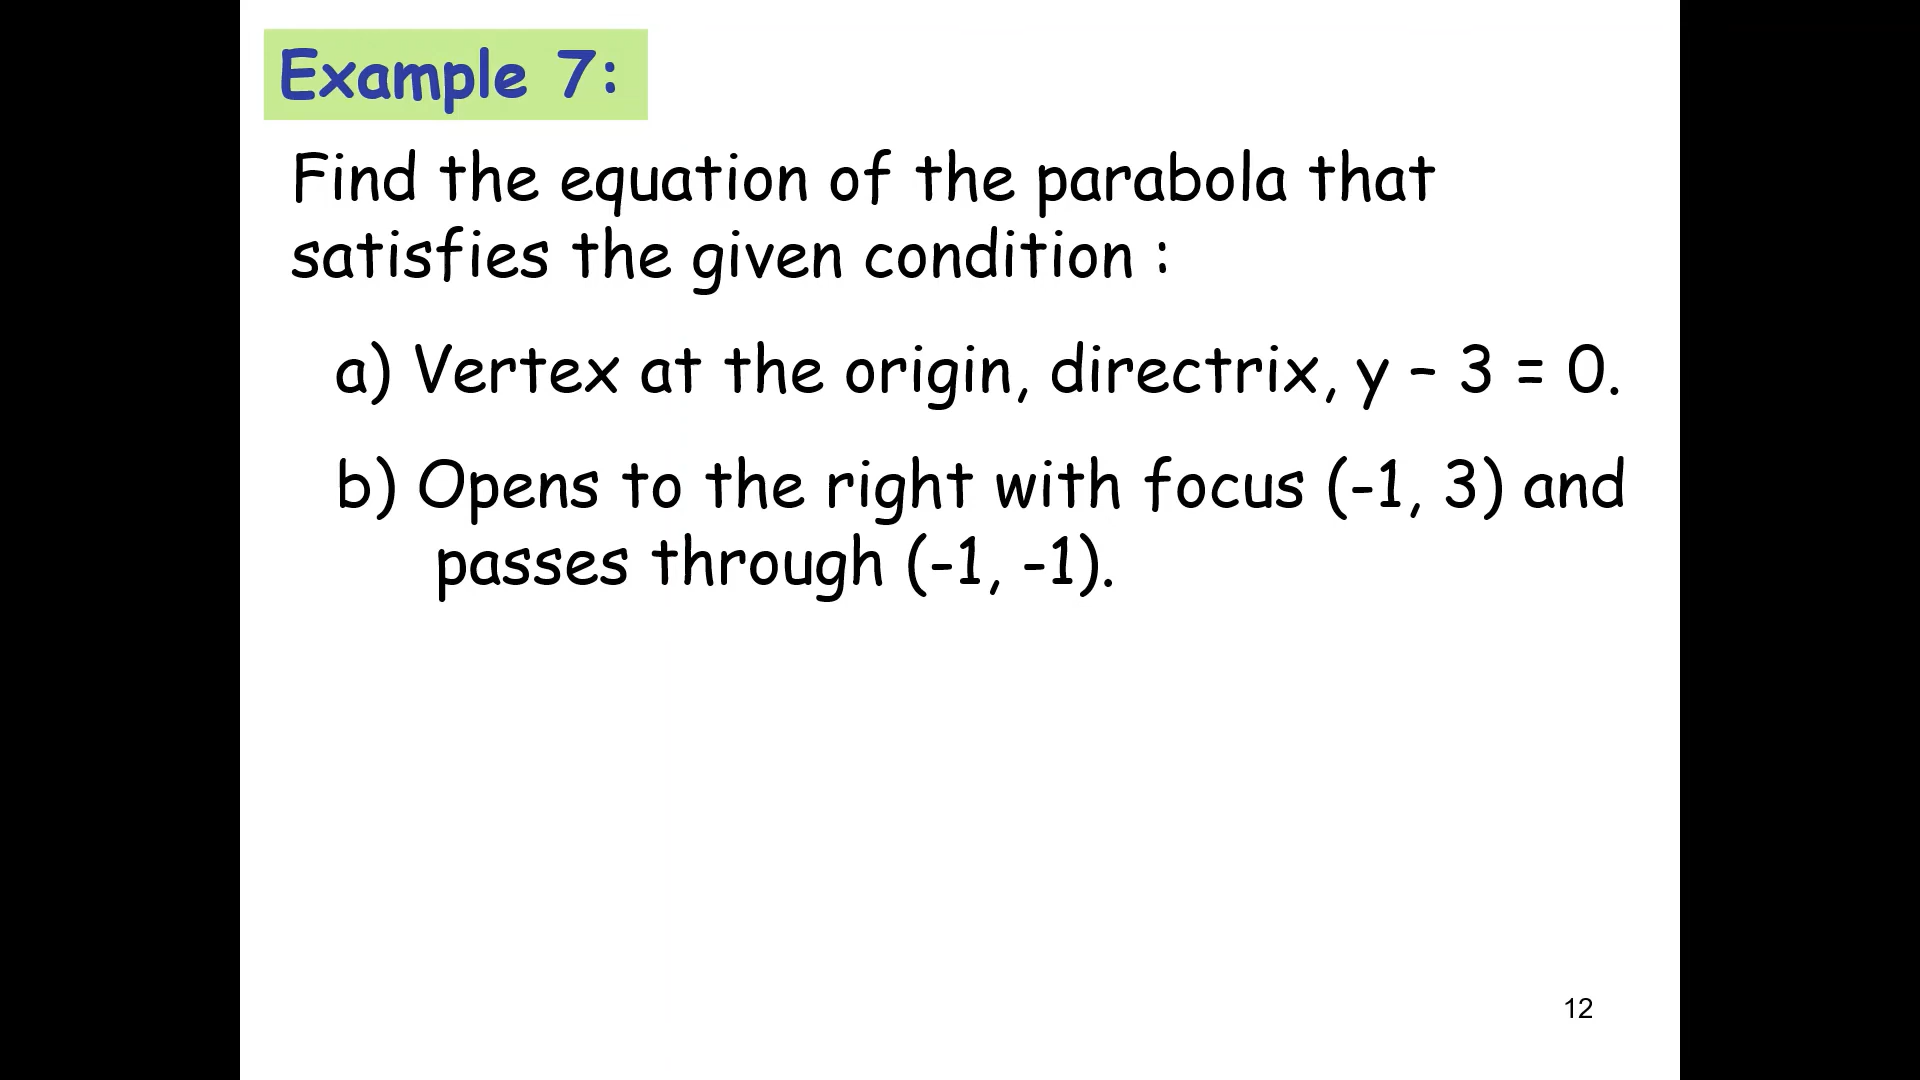 Example 7:
Find the equation of the parabola that
satisfies the given condition :
a) Vertex at the origin, directrix, y – 3 = 0.
b) Opens to the right with focus (-1, 3) and
passes through (-1, -1).
12